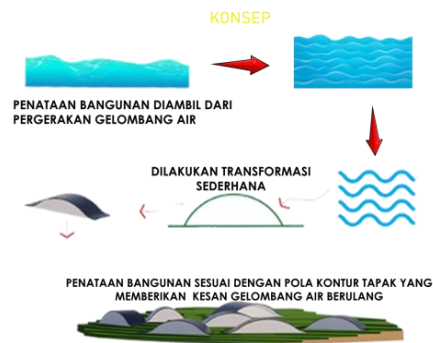 KONSEP
PENATAAN BANGUNAN DIAMBIL DARI
PERGERAKAN GELOMBANG AIR
DILAKUKAN TRANSFORMASI
SEDERHANA
PENATAAN BANGUNAN SESUAI DENGAN POLA KONTUR TAPAK YANG
MEMBERIKAN KESAN GELOMBANG AIR BERULANG